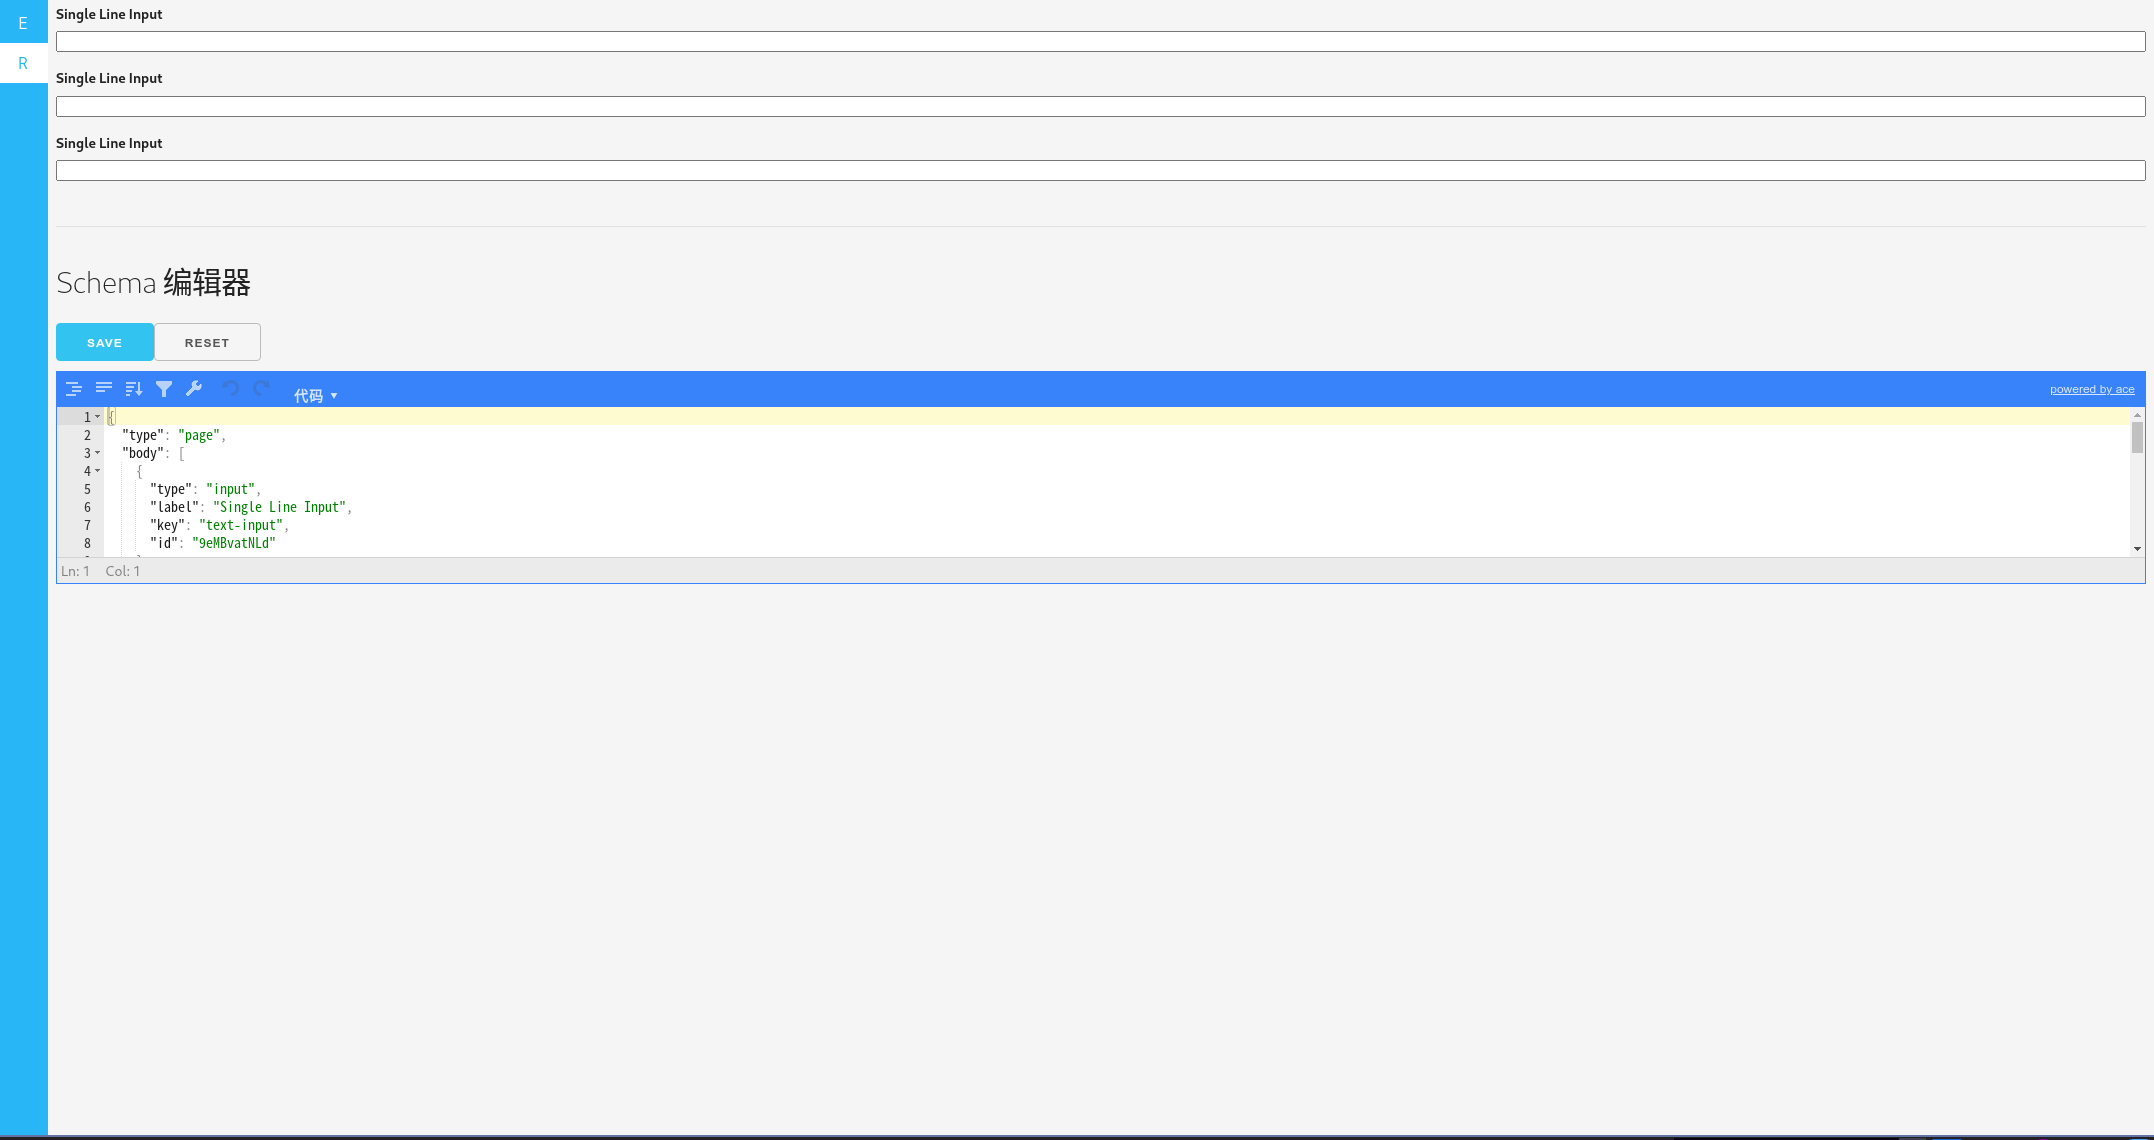 E
R
Single Line Input
Single Line Input
Single Line Input
Schema 编辑器
SAVE RESET
代码 ▼
powered by ace
1 {
2 "type": "page",
3 "body": [
4 {
5 "type": "input",
6 "label": "Single Line Input",
7 "key": "text-input",
8 "id": "9eMBvatNLd"
Ln: 1 Col: 1